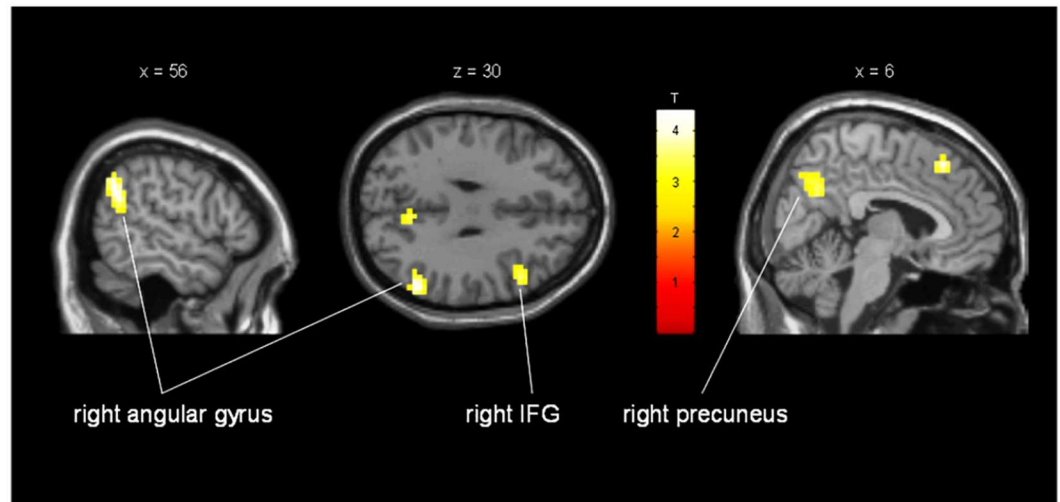 x = 56
z = 30
x = 6
T
4
3
2
1
right angular gyrus
right IFG
right precuneus